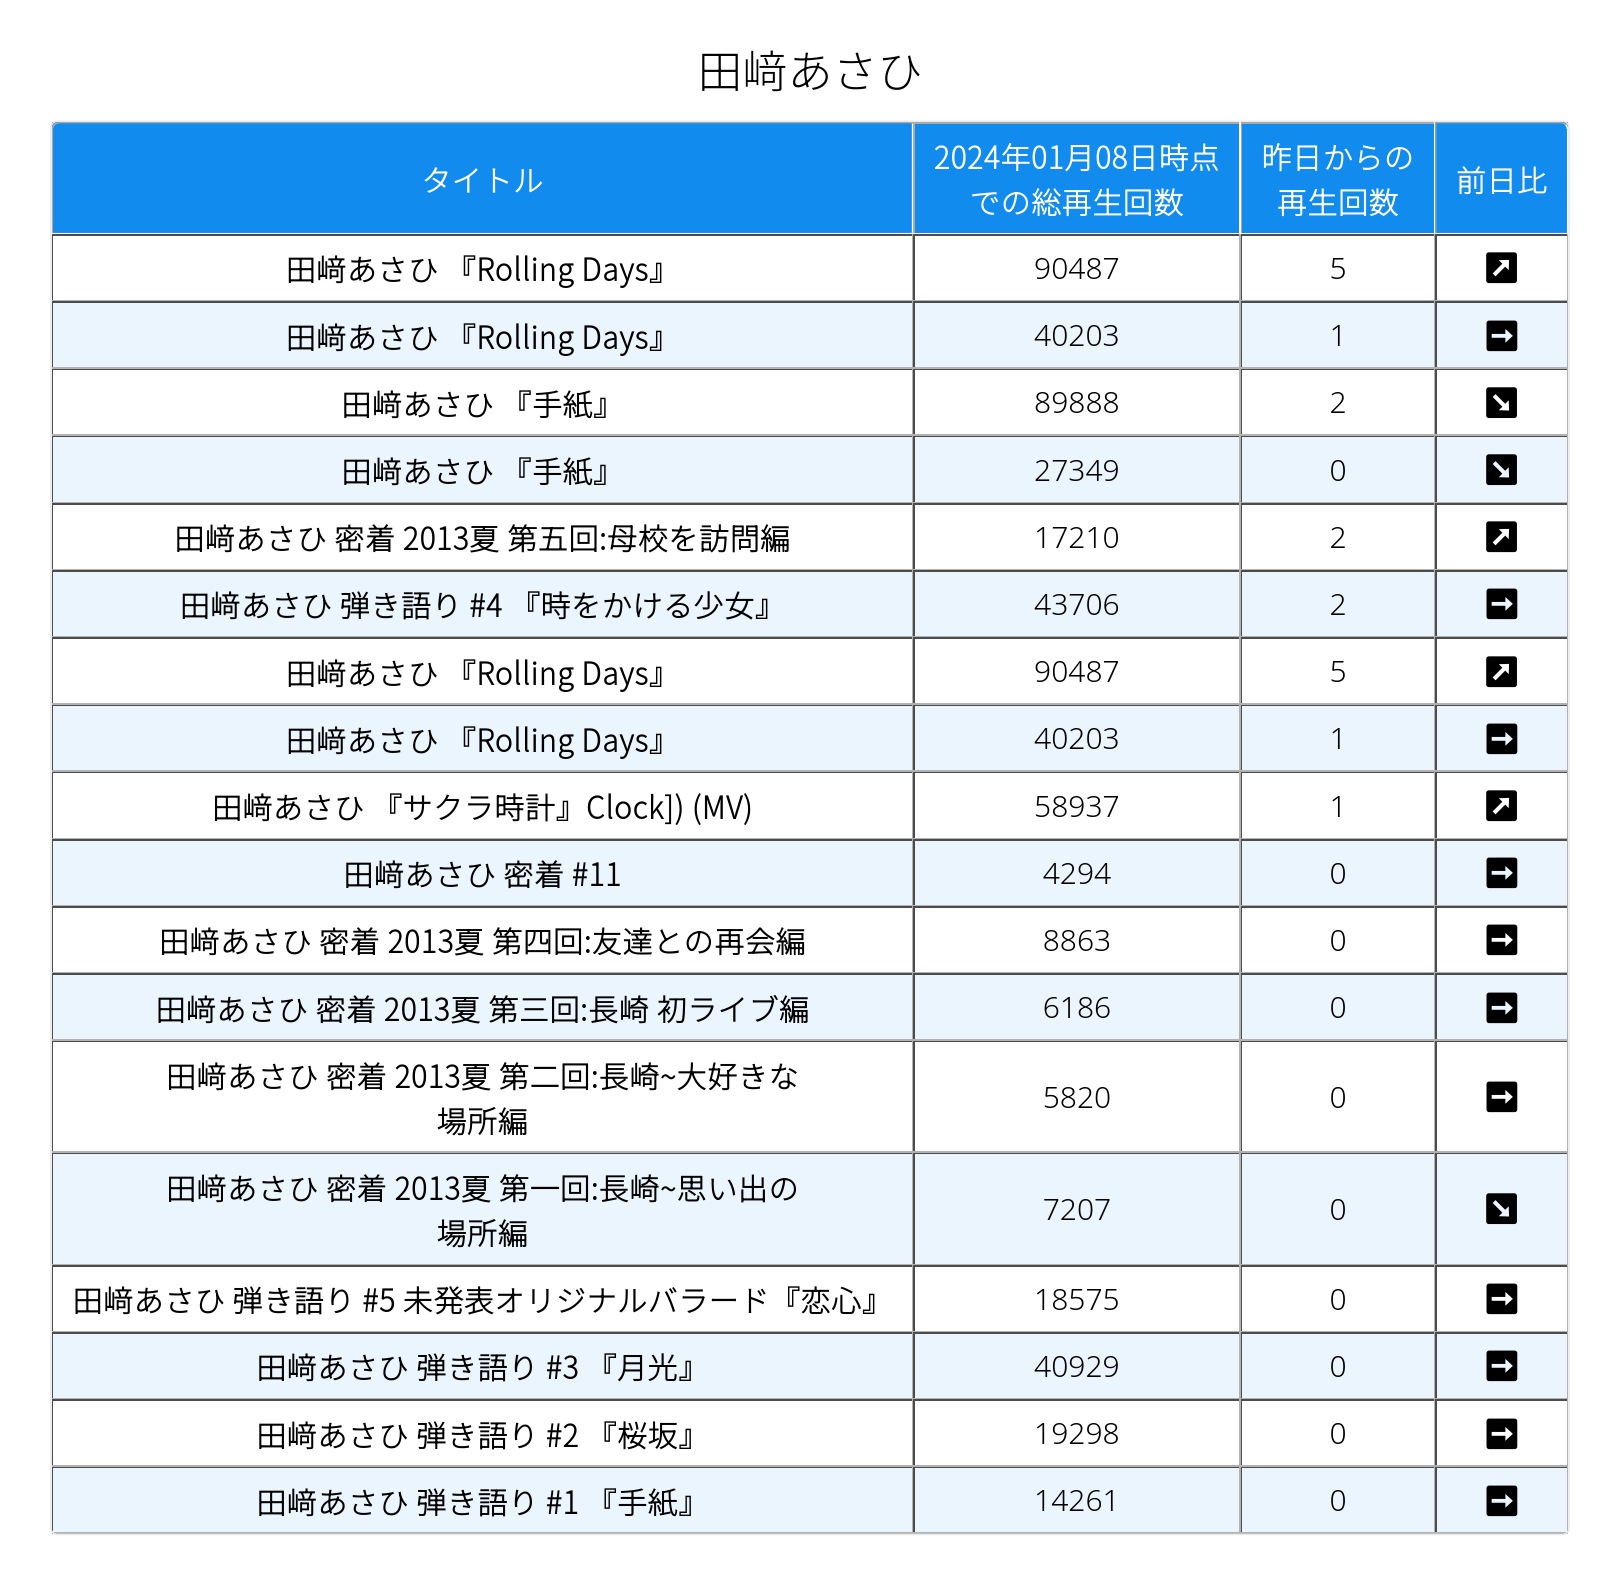 田﨑あさひ
タイトル
2024年01月08日時点
での総再生回数
昨日からの
再生回数
前日比
田﨑あさひ 『Rolling Days』 90487 5 ↗
田﨑あさひ 『Rolling Days』 40203 1 →
田﨑あさひ 『手紙』 89888 2 ↘
田﨑あさひ 『手紙』 27349 0 ↘
田﨑あさひ 密着 2013夏 第五回:母校を訪問編 17210 2 ↗
田﨑あさひ 弾き語り #4 『時をかける少女』 43706 2 →
田﨑あさひ 『Rolling Days』 90487 5 ↗
田﨑あさひ 『Rolling Days』 40203 1 →
田﨑あさひ 『サクラ時計』Clock]) (MV) 58937 1 ↗
田﨑あさひ 密着 #11 4294 0 →
田﨑あさひ 密着 2013夏 第四回:友達との再会編 8863 0 →
田﨑あさひ 密着 2013夏 第三回:長崎 初ライブ編 6186 0 →
田﨑あさひ 密着 2013夏 第二回:長崎~大好きな
場所編 5820 0 →
田﨑あさひ 密着 2013夏 第一回:長崎~思い出の
場所編 7207 0 ↘
田﨑あさひ 弾き語り #5 未発表オリジナルバラード『恋心』 18575 0 →
田﨑あさひ 弾き語り #3 『月光』 40929 0 →
田﨑あさひ 弾き語り #2 『桜坂』 19298 0 →
田﨑あさひ 弾き語り #1 『手紙』 14261 0 →